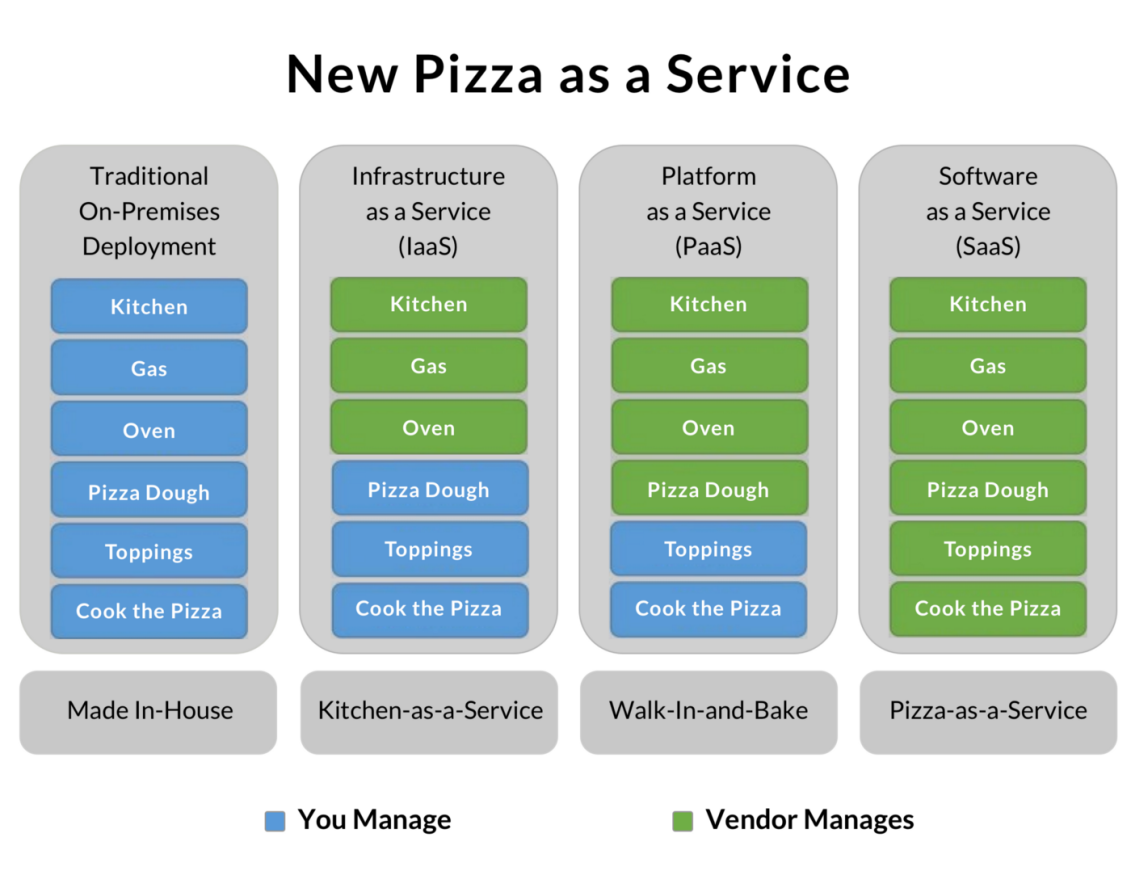 New Pizza as a Service
Traditional
On-Premises
Deployment
Kitchen
Gas
Oven
Pizza Dough
Toppings
Cook the Pizza
Made In-House
Infrastructure
as a Service
(IaaS)
Kitchen
Gas
Oven
Pizza Dough
Toppings
Cook the Pizza
Kitchen-as-a-Service
Platform
as a Service
(PaaS)
Kitchen
Gas
Oven
Pizza Dough
Toppings
Cook the Pizza
Walk-In-and-Bake
Software
as a Service
(SaaS)
Kitchen
Gas
Oven
Pizza Dough
Toppings
Cook the Pizza
Pizza-as-a-Service
You Manage
Vendor Manages